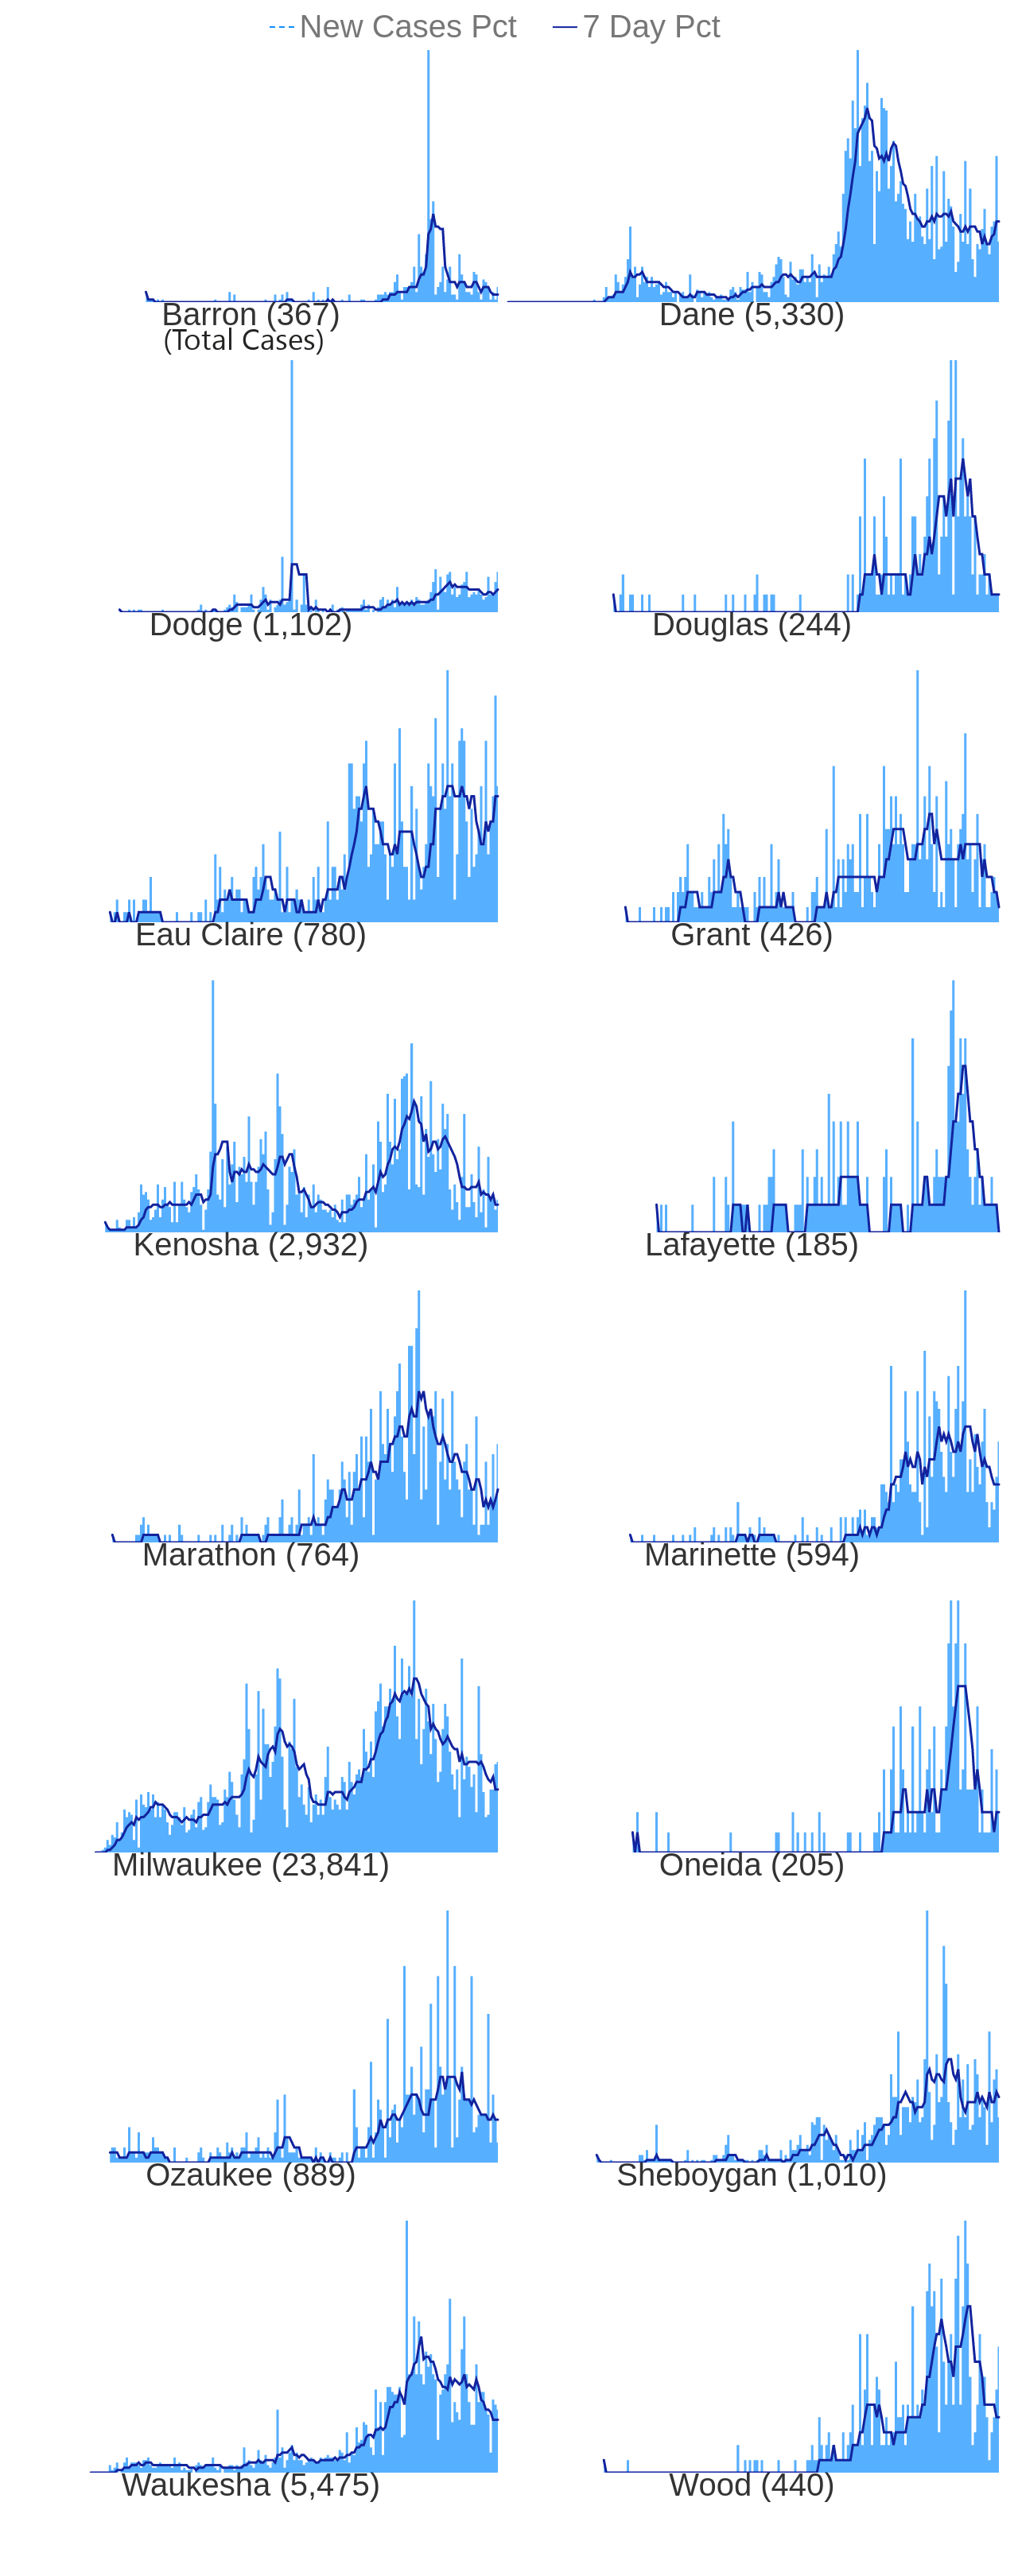 New Cases Pct 7 Day Pct
Barron (367) Dane (5,330)
(Total Cases)
Dodge (1,102) Douglas (244)
Eau Claire (780) Grant (426)
Kenosha (2,932) Lafayette (185)
Marathon (764) Marinette (594)
Milwaukee (23,841) Oneida (205)
Ozaukee (889) Sheboygan (1,010)
Waukesha (5,475) Wood (440)